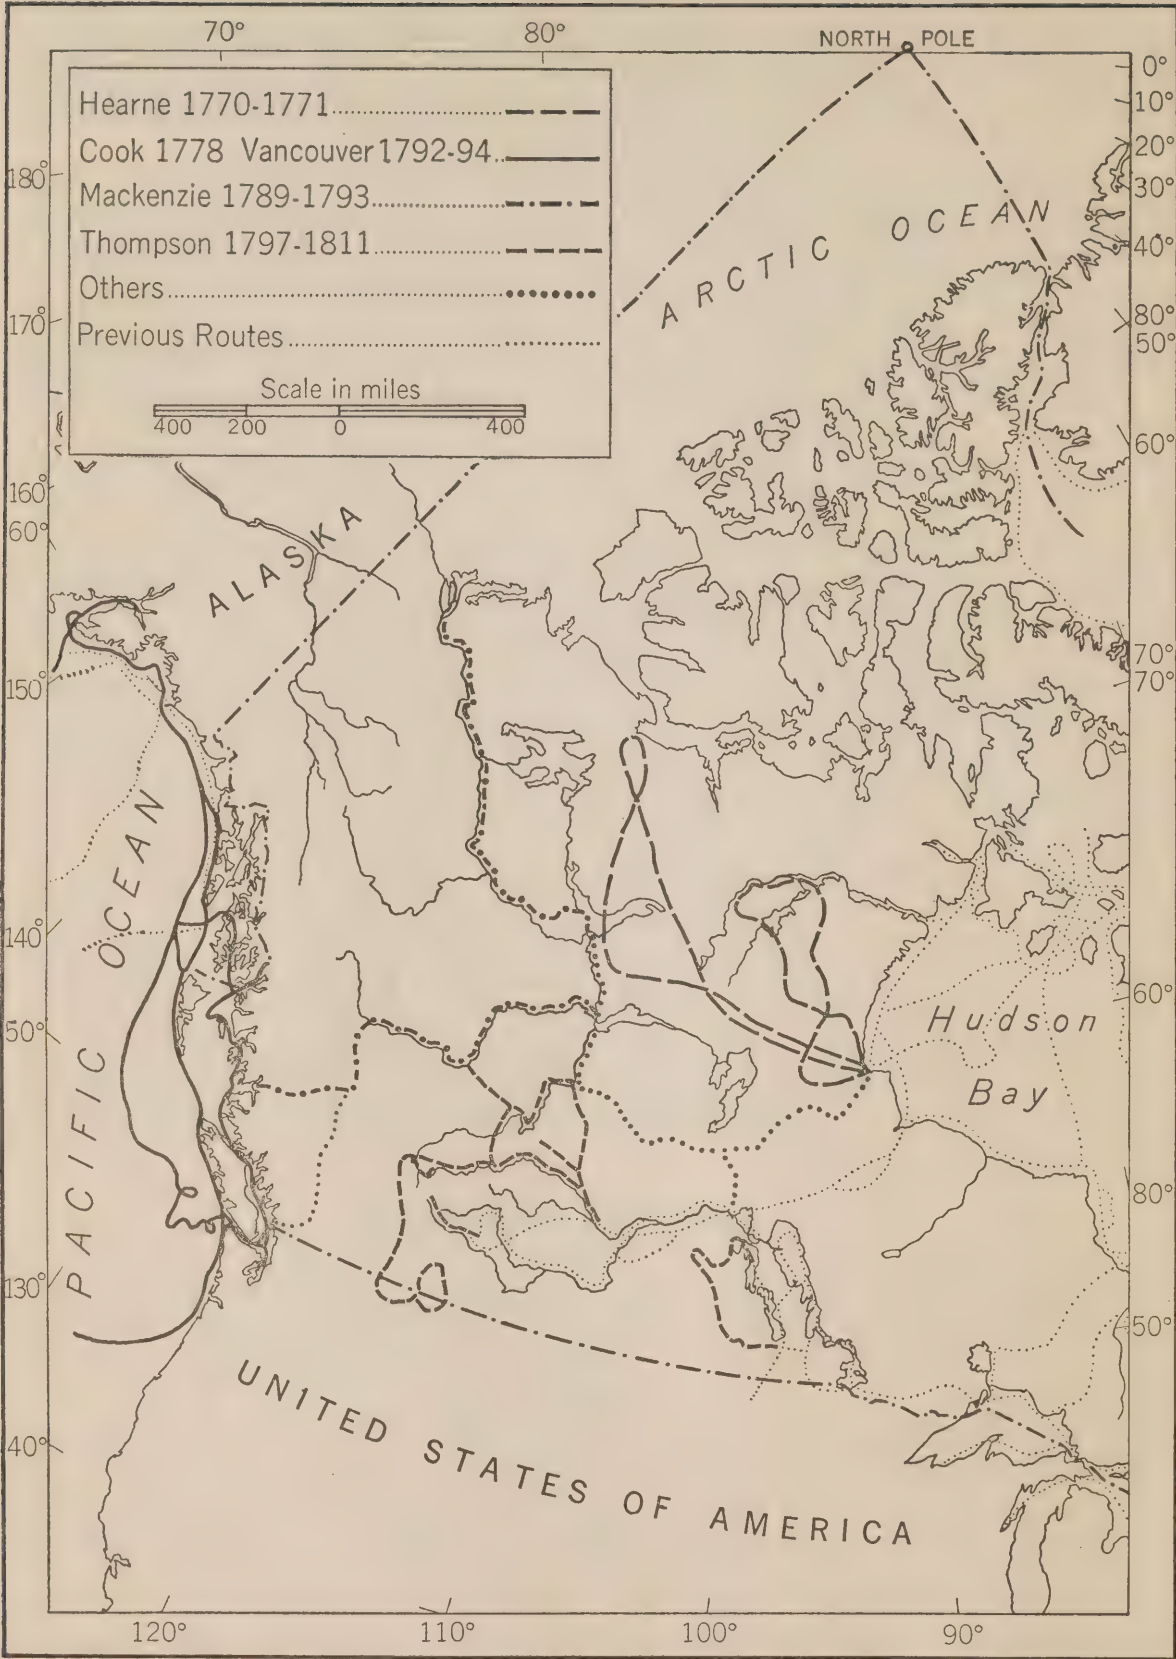 70° 80° NORTH POLE
Hearne 1770-1771
Cook 1778 Vancouver 1792-94
Mackenzie 1789-1793
Thompson 1797-1811
Others
Previous Routes
Scale in miles
400 200 0 400
0°
10°
20°
30°
40°
80°
50°
60°
70°
70°
60°
80°
50°
180°
170°
160°
60°
150°
140°
50°
130°
40°
ARCTIC OCEAN
ALASKA
PACIFIC OCEAN
Hudson
Bay
UNITED STATES OF AMERICA
120° 110° 100° 90°